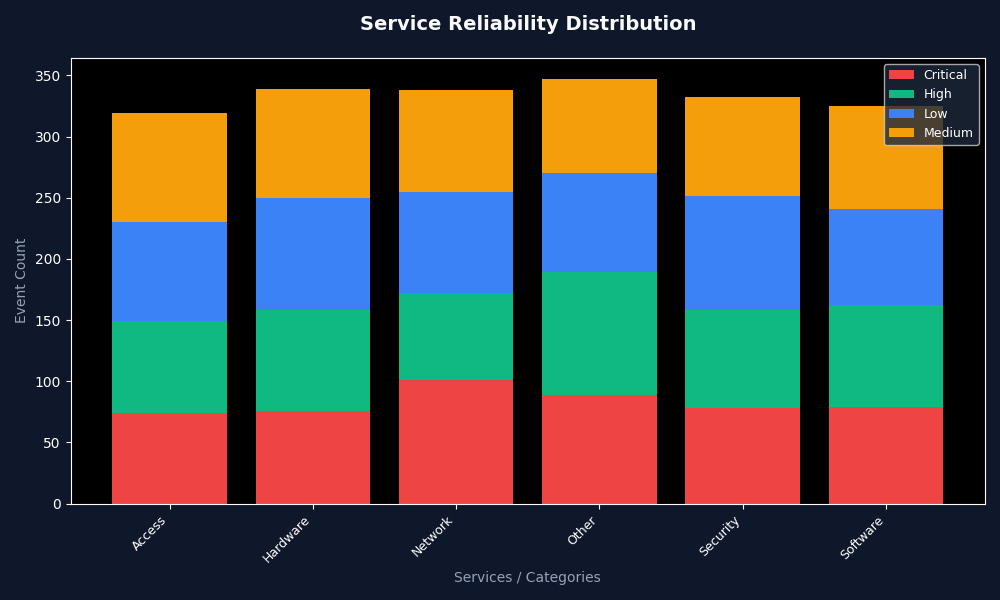 Service Reliability Distribution
Critical
High
Low
Medium
Event Count
350
300
250
200
150
100
50
0
Access
Hardware
Network
Other
Security
Software
Services / Categories